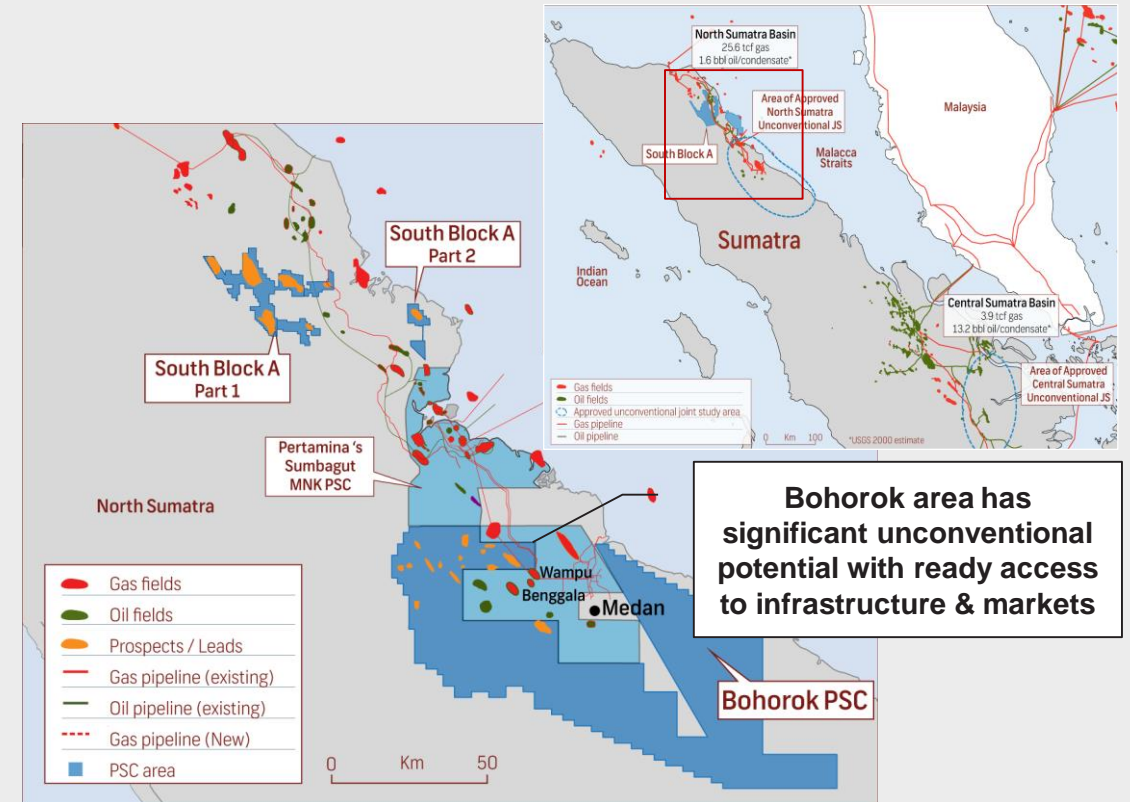 North Sumatra Basin
25.6 tcf gas
1.6 bbl oil/condensate*
Area of Approved
North Sumatra
Unconventional JS
Malaysia
South Block A
Malacca
Straits
Sumatra
Indian
Ocean
Central Sumatra Basin
3.9 tcf gas
13.2 bbl oil/condensate*
Area of Approved
Central Sumatra
Unconventional JS
Gas fields
Oil fields
Approved unconventional joint study area
Gas pipeline
Oil pipeline
0 Km 100
*USGS 2000 estimate
South Block A
Part 2
South Block A
Part 1
Pertamina 's
Sumbagut
MNK PSC
North Sumatra
Wampu
Benggala
Medan
Bohorok area has
significant unconventional
potential with ready access
to infrastructure & markets
Bohorok PSC
Gas fields
Oil fields
Prospects / Leads
Gas pipeline (existing)
Oil pipeline (existing)
Gas pipeline (New)
PSC area
0 Km 50